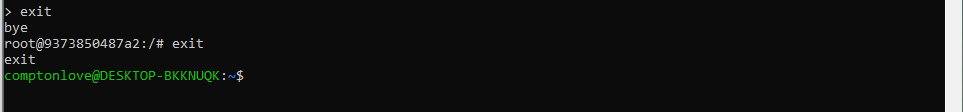 > exit
bye
root@9373850487a2:/# exit
exit
comptonlove@DESKTOP-BKKNUQK:~$